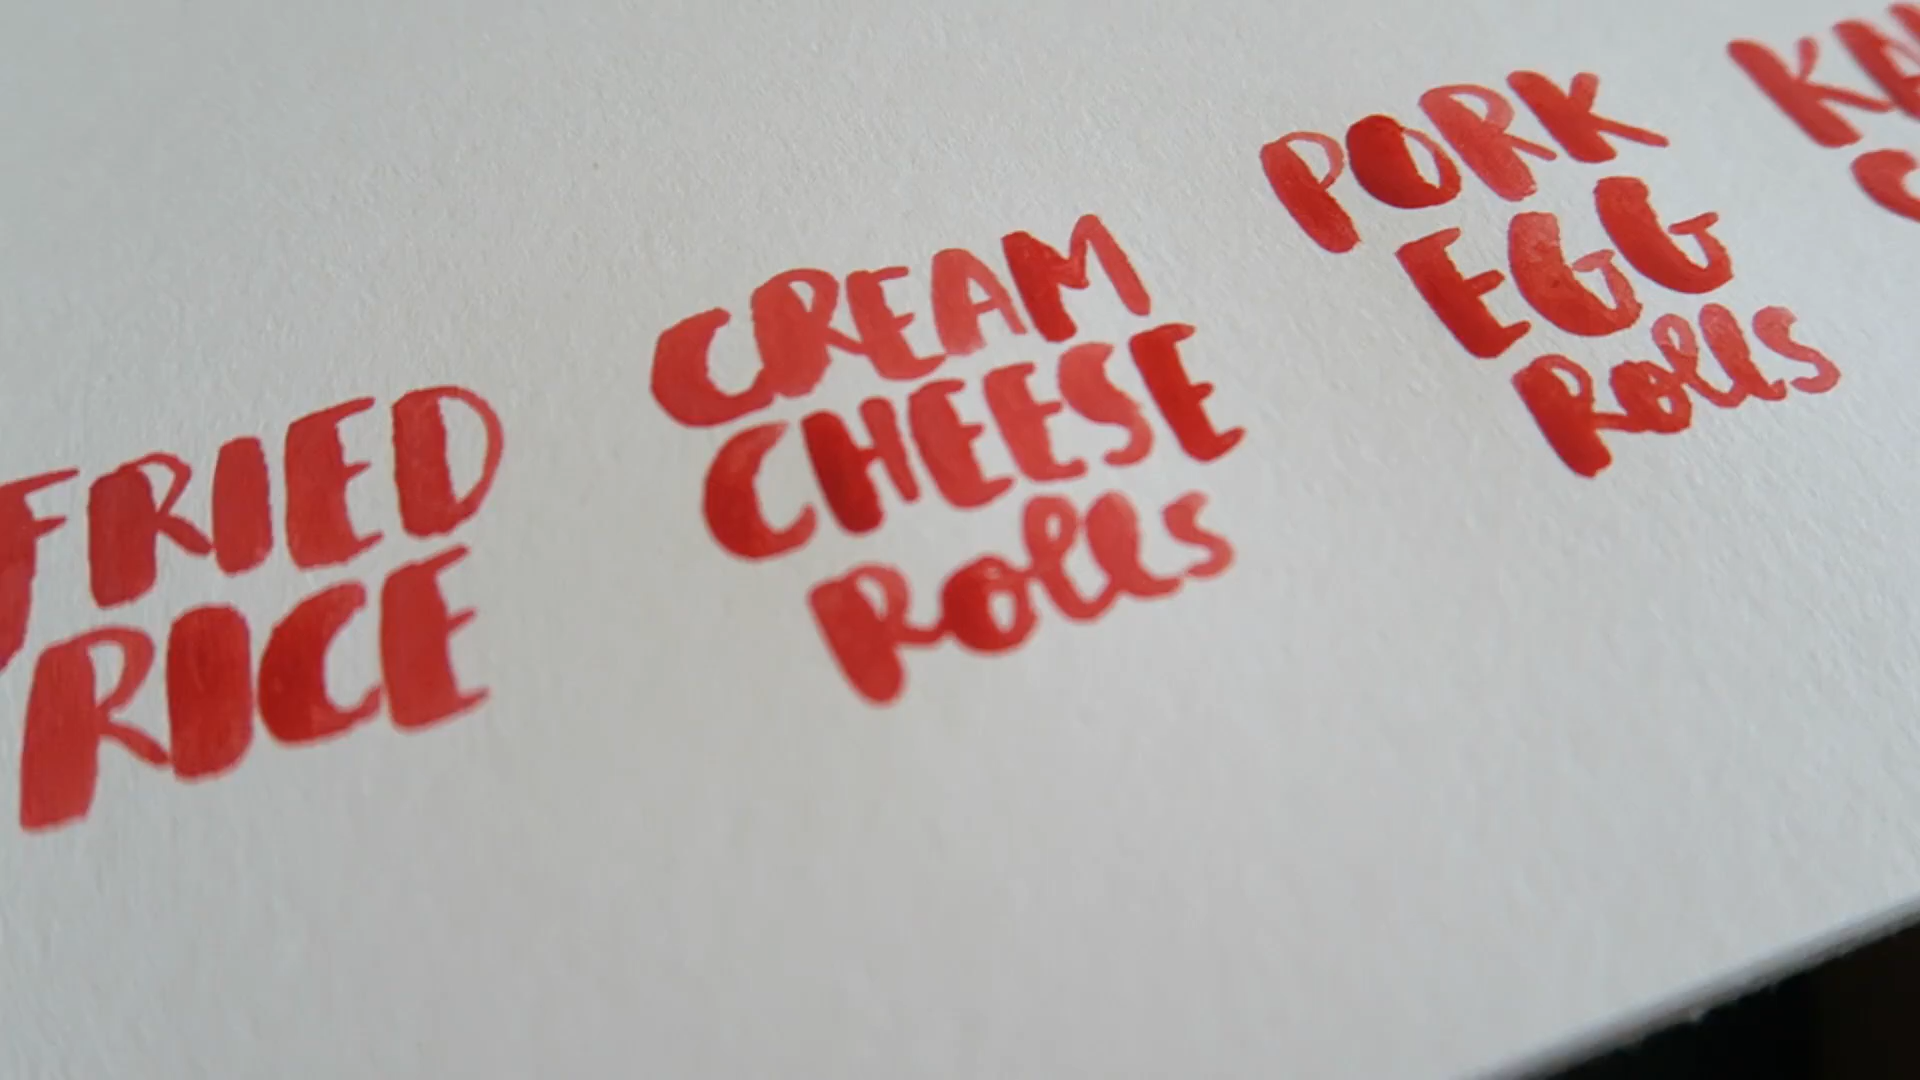 FRIED
RICE
CREAM
CHEESE
Rolls
PORK
EGG
Rolls